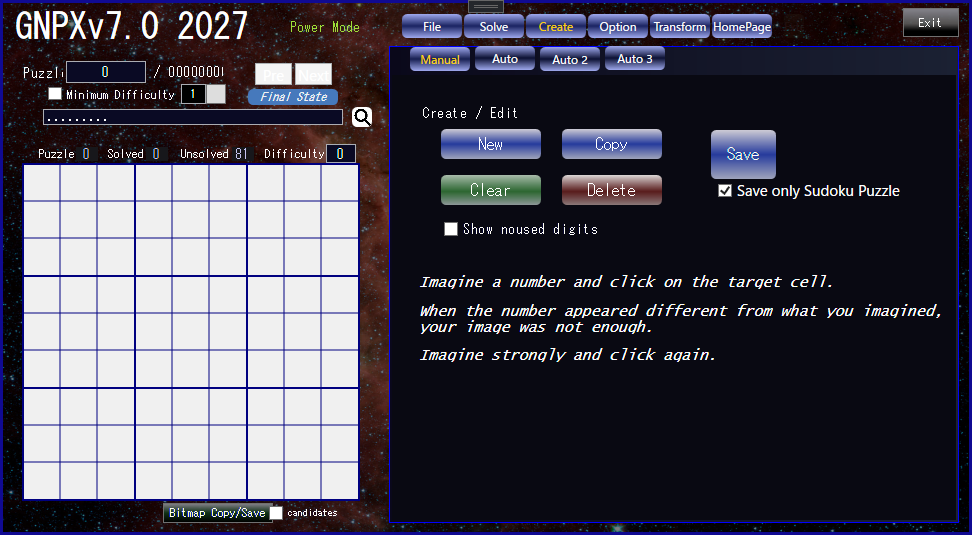 GNPXv7.0 2027
Power Mode
File Solve Create Option Transform HomePage
Exit
Manual Auto Auto 2 Auto 3
0 / 0000000
Pre Next
Minimum Difficulty 1
Final State
.........
Puzzle 0 Solved 0 Unsolved 81 Difficulty 0
Create / Edit
New Copy
Save
Clear Delete
Save only Sudoku Puzzle
Show noused digits
Imagine a number and click on the target cell.
When the number appeared different from what you imagined,
your image was not enough.
Imagine strongly and click again.
Bitmap Copy/Save candidates